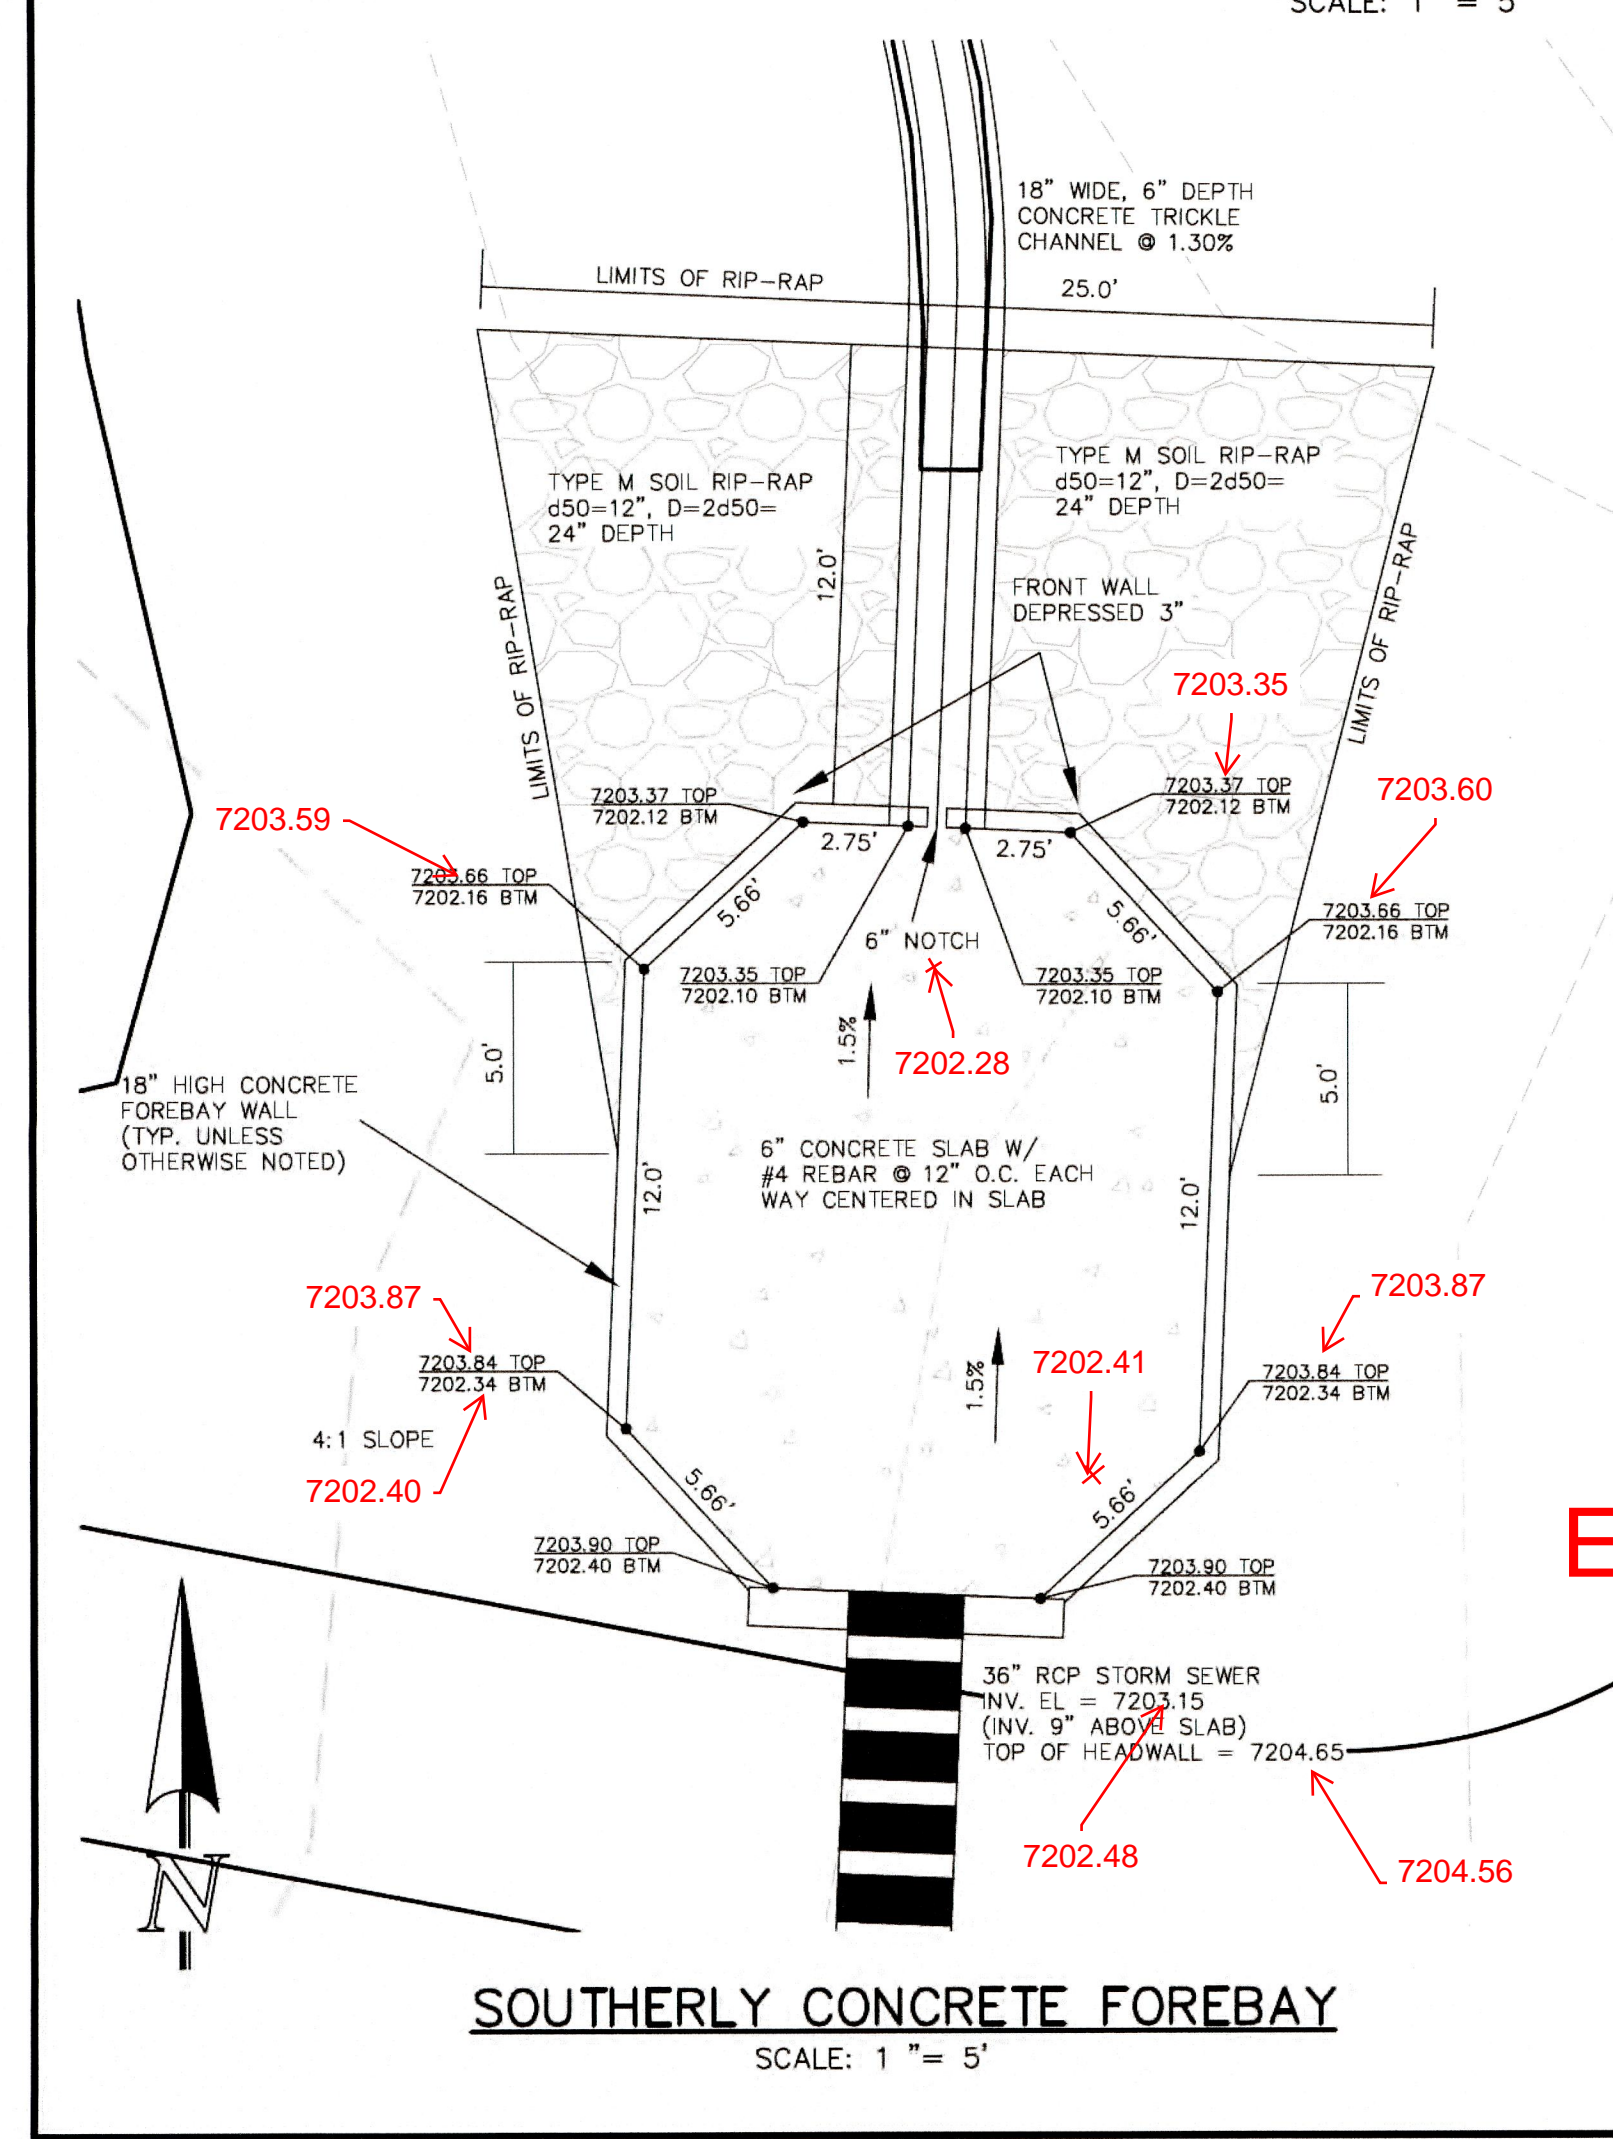 SCALE: 1 "= 5'
18" WIDE, 6" DEPTH
CONCRETE TRICKLE
CHANNEL @ 1.30%
LIMITS OF RIP-RAP
25.0'
TYPE M SOIL RIP-RAP
d50=12", D=2d50=
24" DEPTH
TYPE M SOIL RIP-RAP
d50=12", D=2d50=
24" DEPTH
12.0'
LIMITS OF RIP-RAP
LIMITS OF RIP-RAP
FRONT WALL
DEPRESSED 3"
7203.35
7203.37 TOP
7202.12 BTM
7203.37 TOP
7202.12 BTM
7203.60
7203.59
2.75'
2.75'
7203.66 TOP
7202.16 BTM
5.66'
5.66'
7203.66 TOP
7202.16 BTM
6" NOTCH
7203.35 TOP
7202.10 BTM
7203.35 TOP
7202.10 BTM
1.5%
7202.28
5.0'
5.0'
18" HIGH CONCRETE
FOREBAY WALL
(TYP. UNLESS
OTHERWISE NOTED)
6" CONCRETE SLAB W/
#4 REBAR @ 12" O.C. EACH
WAY CENTERED IN SLAB
12.0'
12.0'
7203.87
7203.87
7203.84 TOP
7202.34 BTM
1.5%
7202.41
7203.84 TOP
7202.34 BTM
4:1 SLOPE
7202.40
5.66'
5.66'
7203.90 TOP
7202.40 BTM
7203.90 TOP
7202.40 BTM
E
36" RCP STORM SEWER
INV. EL = 7203.15
(INV. 9" ABOVE SLAB)
TOP OF HEADWALL = 7204.65
7202.48
7204.56
N
SOUTHERLY CONCRETE FOREBAY
SCALE: 1 "= 5'